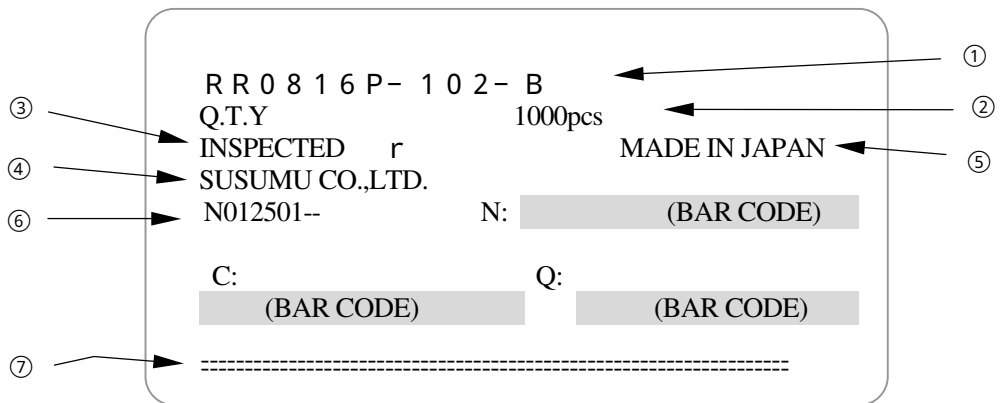 ①
RR0816P-102-B
③ Q.T.Y 1000pcs ②
INSPECTED r MADE IN JAPAN ⑤
④ SUSUMU CO.,LTD.
⑥ N012501-- N: (BAR CODE)
C: Q:
(BAR CODE) (BAR CODE)
⑦ ==================================================